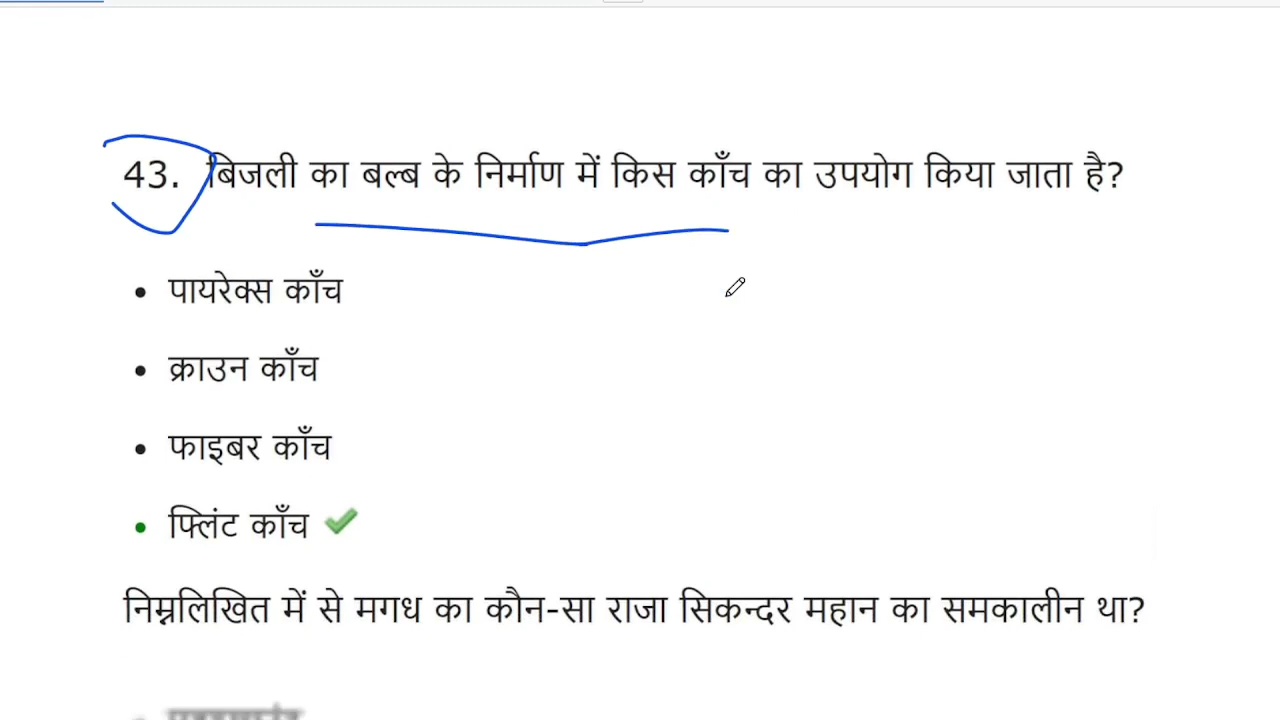 43. बिजली का बल्ब के निर्माण में किस काँच का उपयोग किया जाता है?
• पायरेक्स काँच
• क्राउन काँच
• फाइबर काँच
• फ्लिंट काँच ✔
निम्नलिखित में से मगध का कौन-सा राजा सिकन्दर महान का समकालीन था?